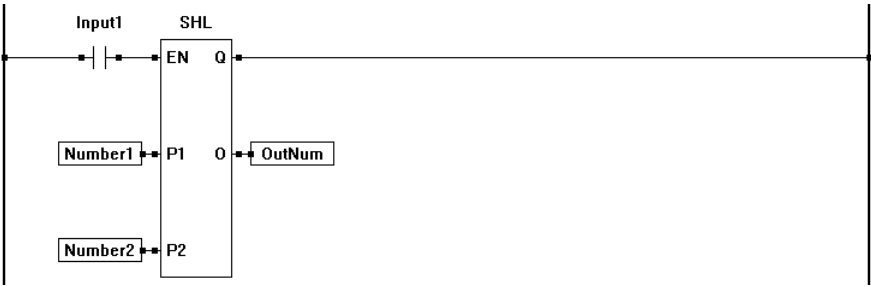 Input1 SHL
EN Q
Number1 P1 O OutNum
Number2 P2